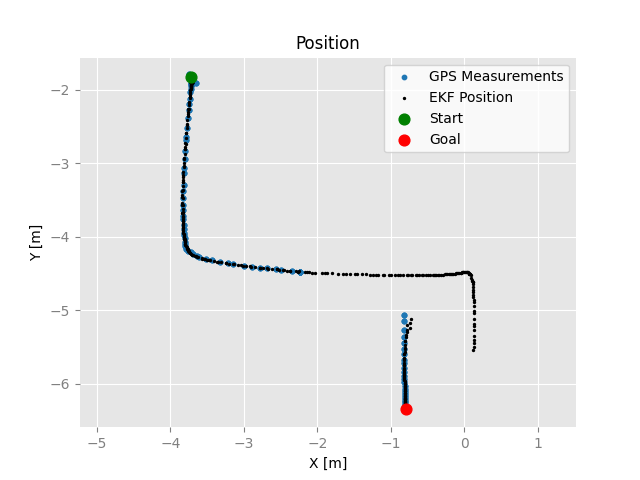 Position
GPS Measurements
EKF Position
Start
Goal
−2
−3
−4
−5
−6
Y [m]
−5 −4 −3 −2 −1 0 1
X [m]